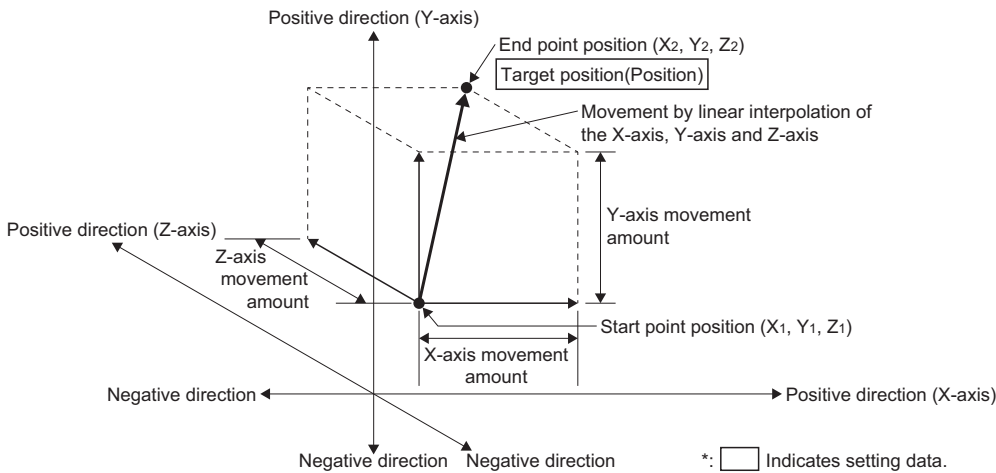 Positive direction (Y-axis)
End point position (X2, Y2, Z2)
Target position(Position)
Movement by linear interpolation of
the X-axis, Y-axis and Z-axis
Positive direction (Z-axis)
Z-axis
movement
amount
Y-axis movement
amount
Start point position (X1, Y1, Z1)
X-axis movement
amount
Negative direction
Positive direction (X-axis)
Negative direction
Negative direction
*: Indicates setting data.